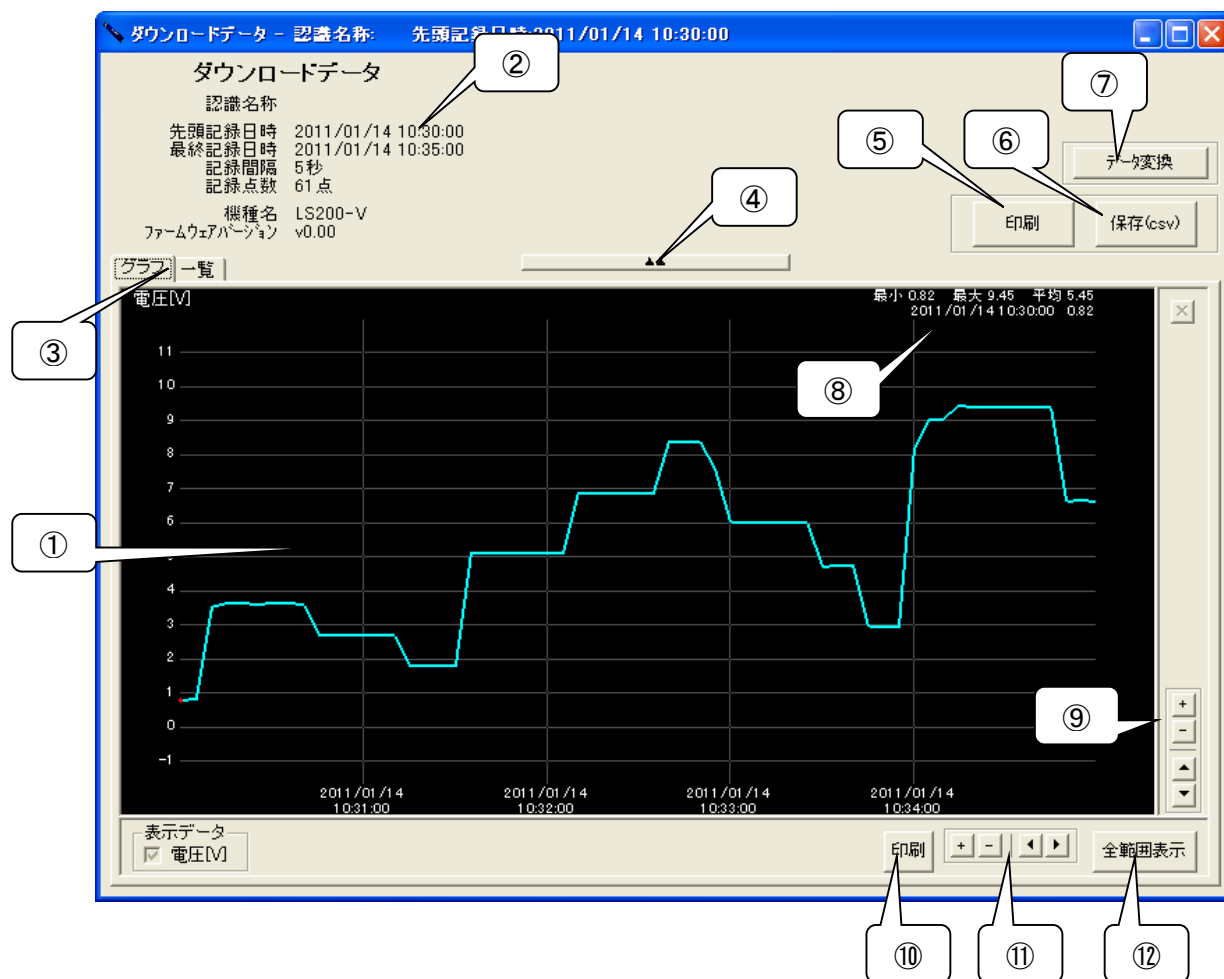 ダウンロードデータ - 認識名称: 先頭記録日時:2011/01/14 10:30:00
②
ダウンロードデータ
⑦
認識名称
先頭記録日時 2011/01/14 10:30:00
最終記録日時 2011/01/14 10:35:00
記録間隔 5秒
記録点数 61点
⑤
⑥
データ変換
④
機種名 LS200-V
ファームウェアバージョン v0.00
印刷
保存(csv)
グラフ 一覧
電圧[V]
最小 0.82 最大 9.45 平均 5.45
2011/01/14 10:30:00 0.82
③
11
10
⑧
9
8
7
6
①
4
3
2
1
⑨
+
-
0
-1
2011/01/14 2011/01/14 2011/01/14 2011/01/14
10:31:00 10:32:00 10:33:00 10:34:00
表示データ
電圧[V]
印刷
+ -
全範囲表示
⑩ ⑪ ⑫